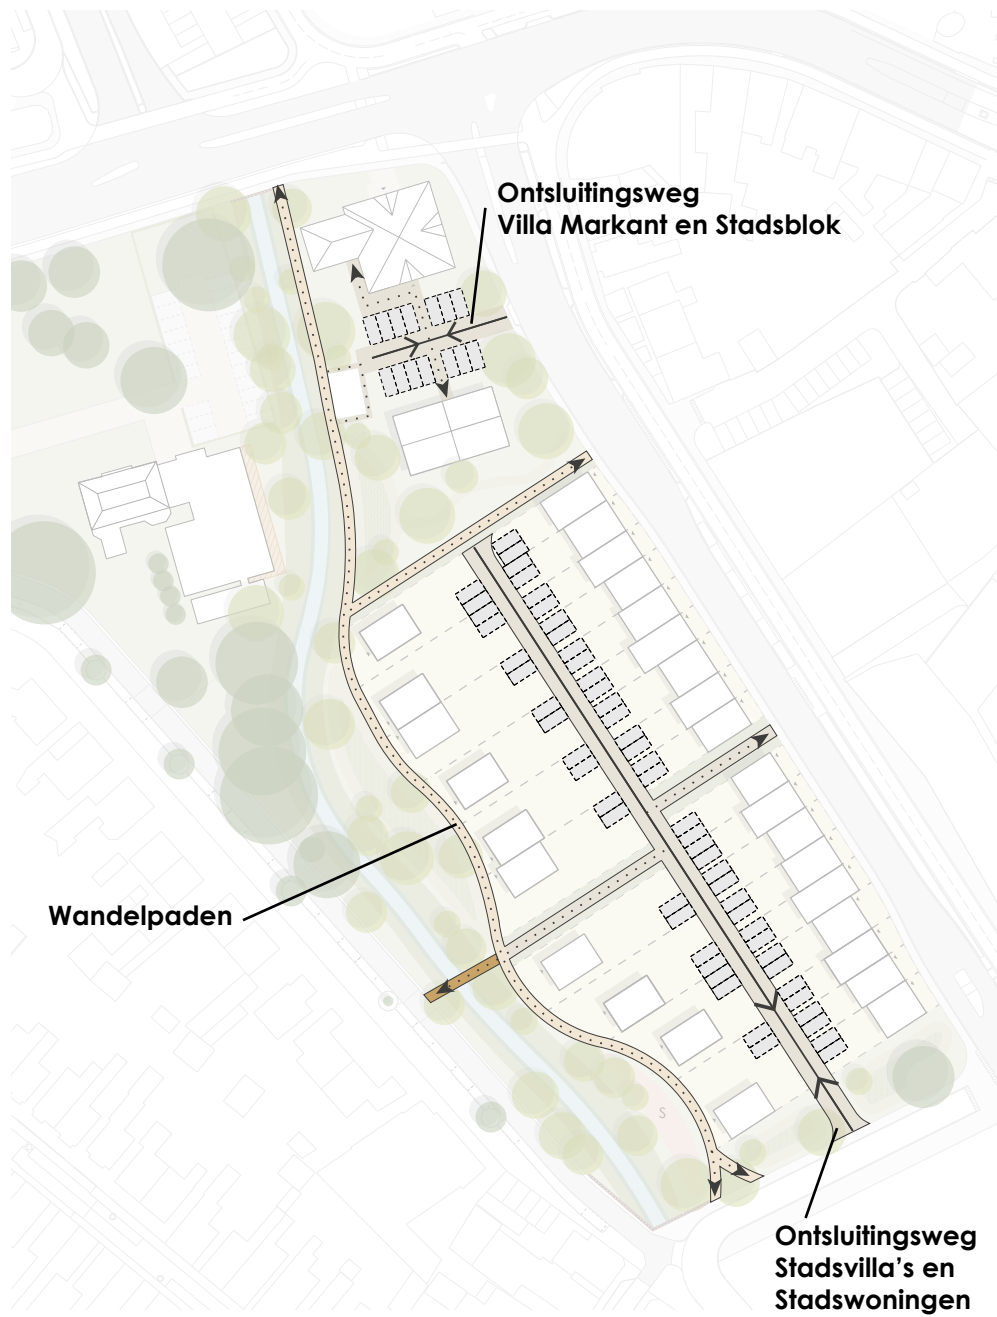 Ontsluitingsweg
Villa Markant en Stadsblok
Wandelpaden
S
Ontsluitingsweg
Stadsvilla's en
Stadswoningen